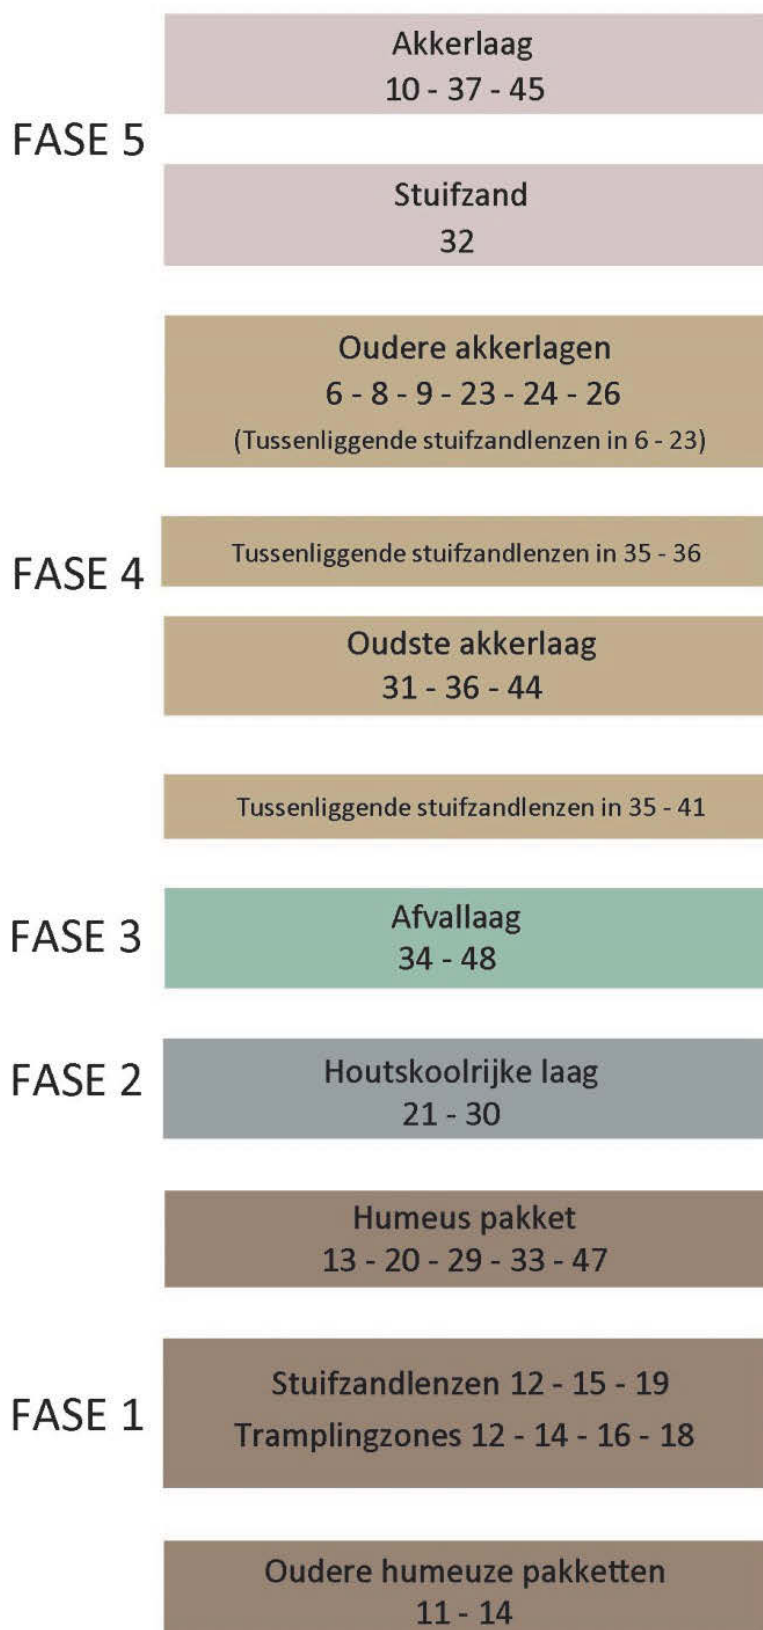 Akkerlaag
10 - 37 - 45
FASE 5
Stuifzand
32
Oudere akkerlagen
6 - 8 - 9 - 23 - 24 - 26
(Tussenliggende stuifzandlenzen in 6 - 23)
Tussenliggende stuifzandlenzen in 35 - 36
FASE 4
Oudste akkerlaag
31 - 36 - 44
Tussenliggende stuifzandlenzen in 35 - 41
FASE 3
Afvallaag
34 - 48
FASE 2
Houtskoolrijke laag
21 - 30
Humeus pakket
13 - 20 - 29 - 33 - 47
FASE 1
Stuifzandlenzen 12 - 15 - 19
Tramplingzones 12 - 14 - 16 - 18
Oudere humeuze pakketten
11 - 14